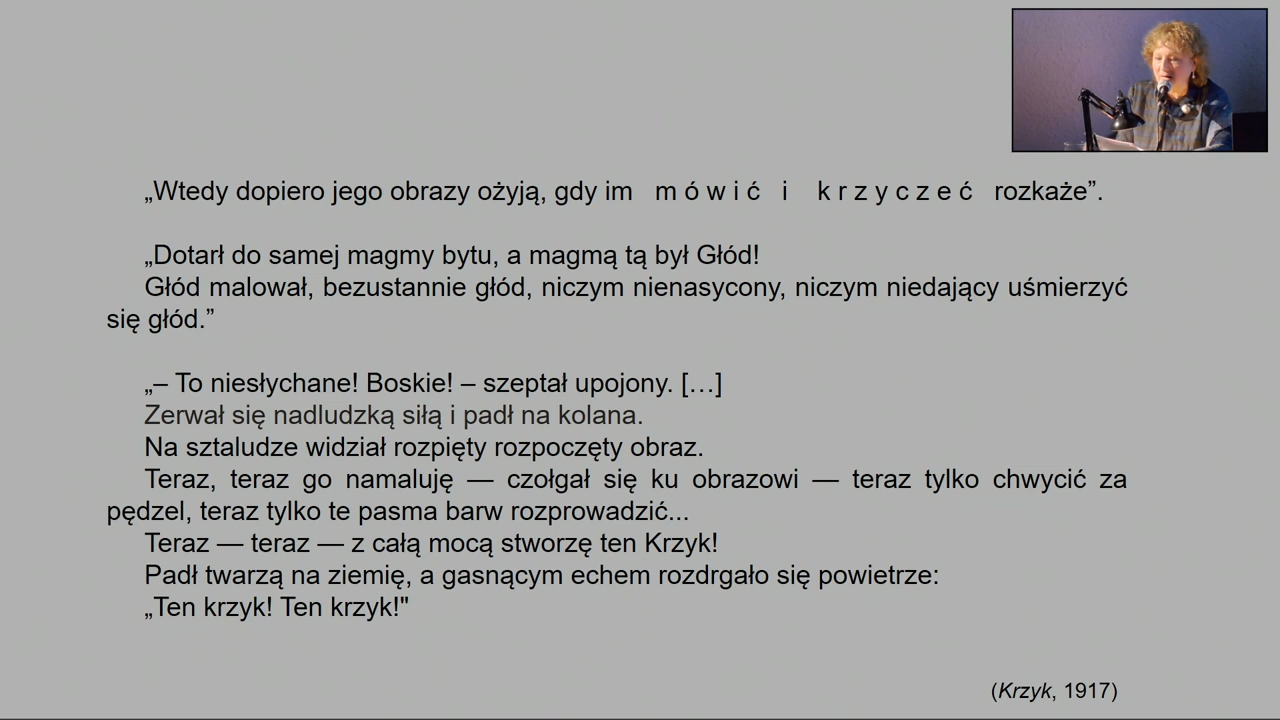 „Wtedy dopiero jego obrazy ożyją, gdy im m ó w i ć i k r z y c z e ć rozkaże”.
„Dotarł do samej magmy bytu, a magmą tą był Głód!
Głód malował, bezustannie głód, niczym nienasycony, niczym niedający uśmierzyć
się głód.”
„– To niesłychane! Boskie! – szeptał upojony. […]
Zerwał się nadludzką siłą i padł na kolana.
Na sztaludze widział rozpięty rozpoczęty obraz.
Teraz, teraz go namaluję — czołgał się ku obrazowi — teraz tylko chwycić za
pędzel, teraz tylko te pasma barw rozprowadzić...
Teraz — teraz — z całą mocą stworzę ten Krzyk!
Padł twarzą na ziemię, a gasnącym echem rozdrgało się powietrze:
„Ten krzyk! Ten krzyk!"
(Krzyk, 1917)